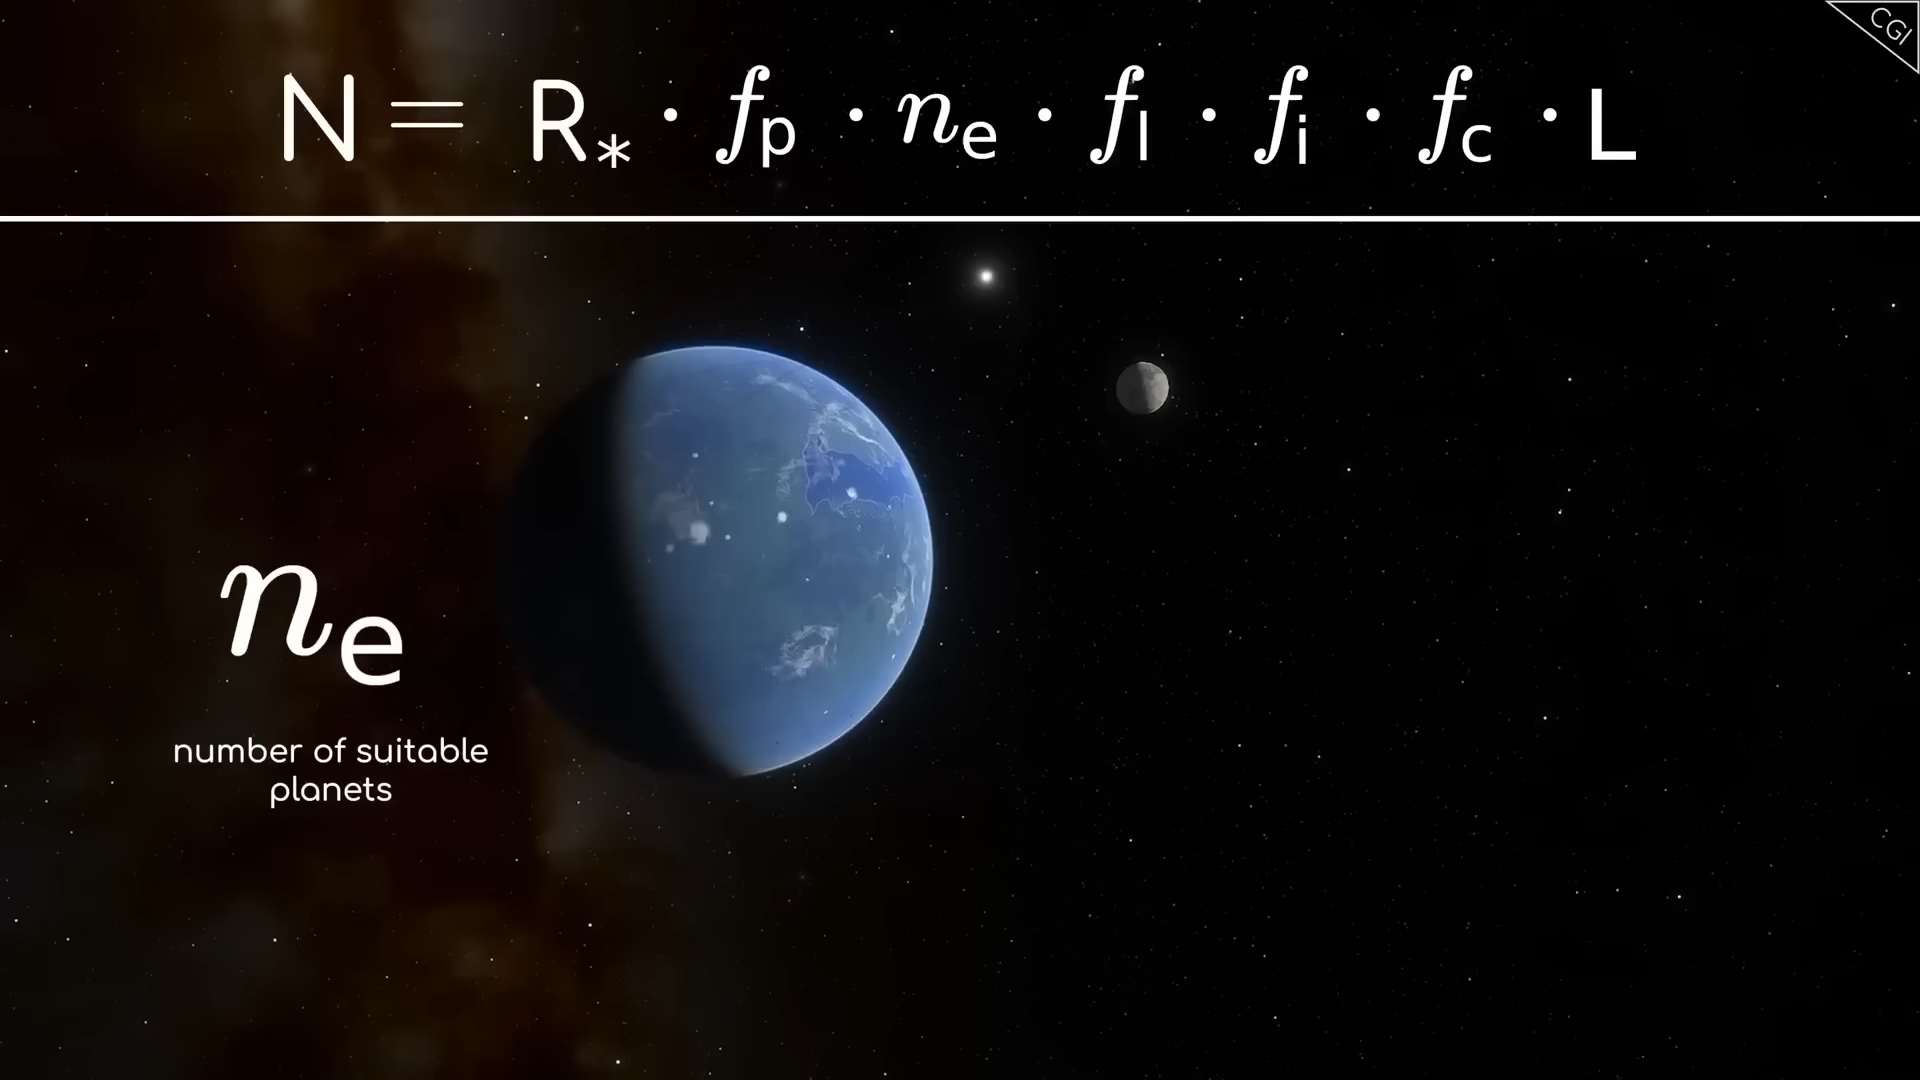 CGI
N = R* · fp · ne · fl · fi · fc · L
ne
number of suitable
planets